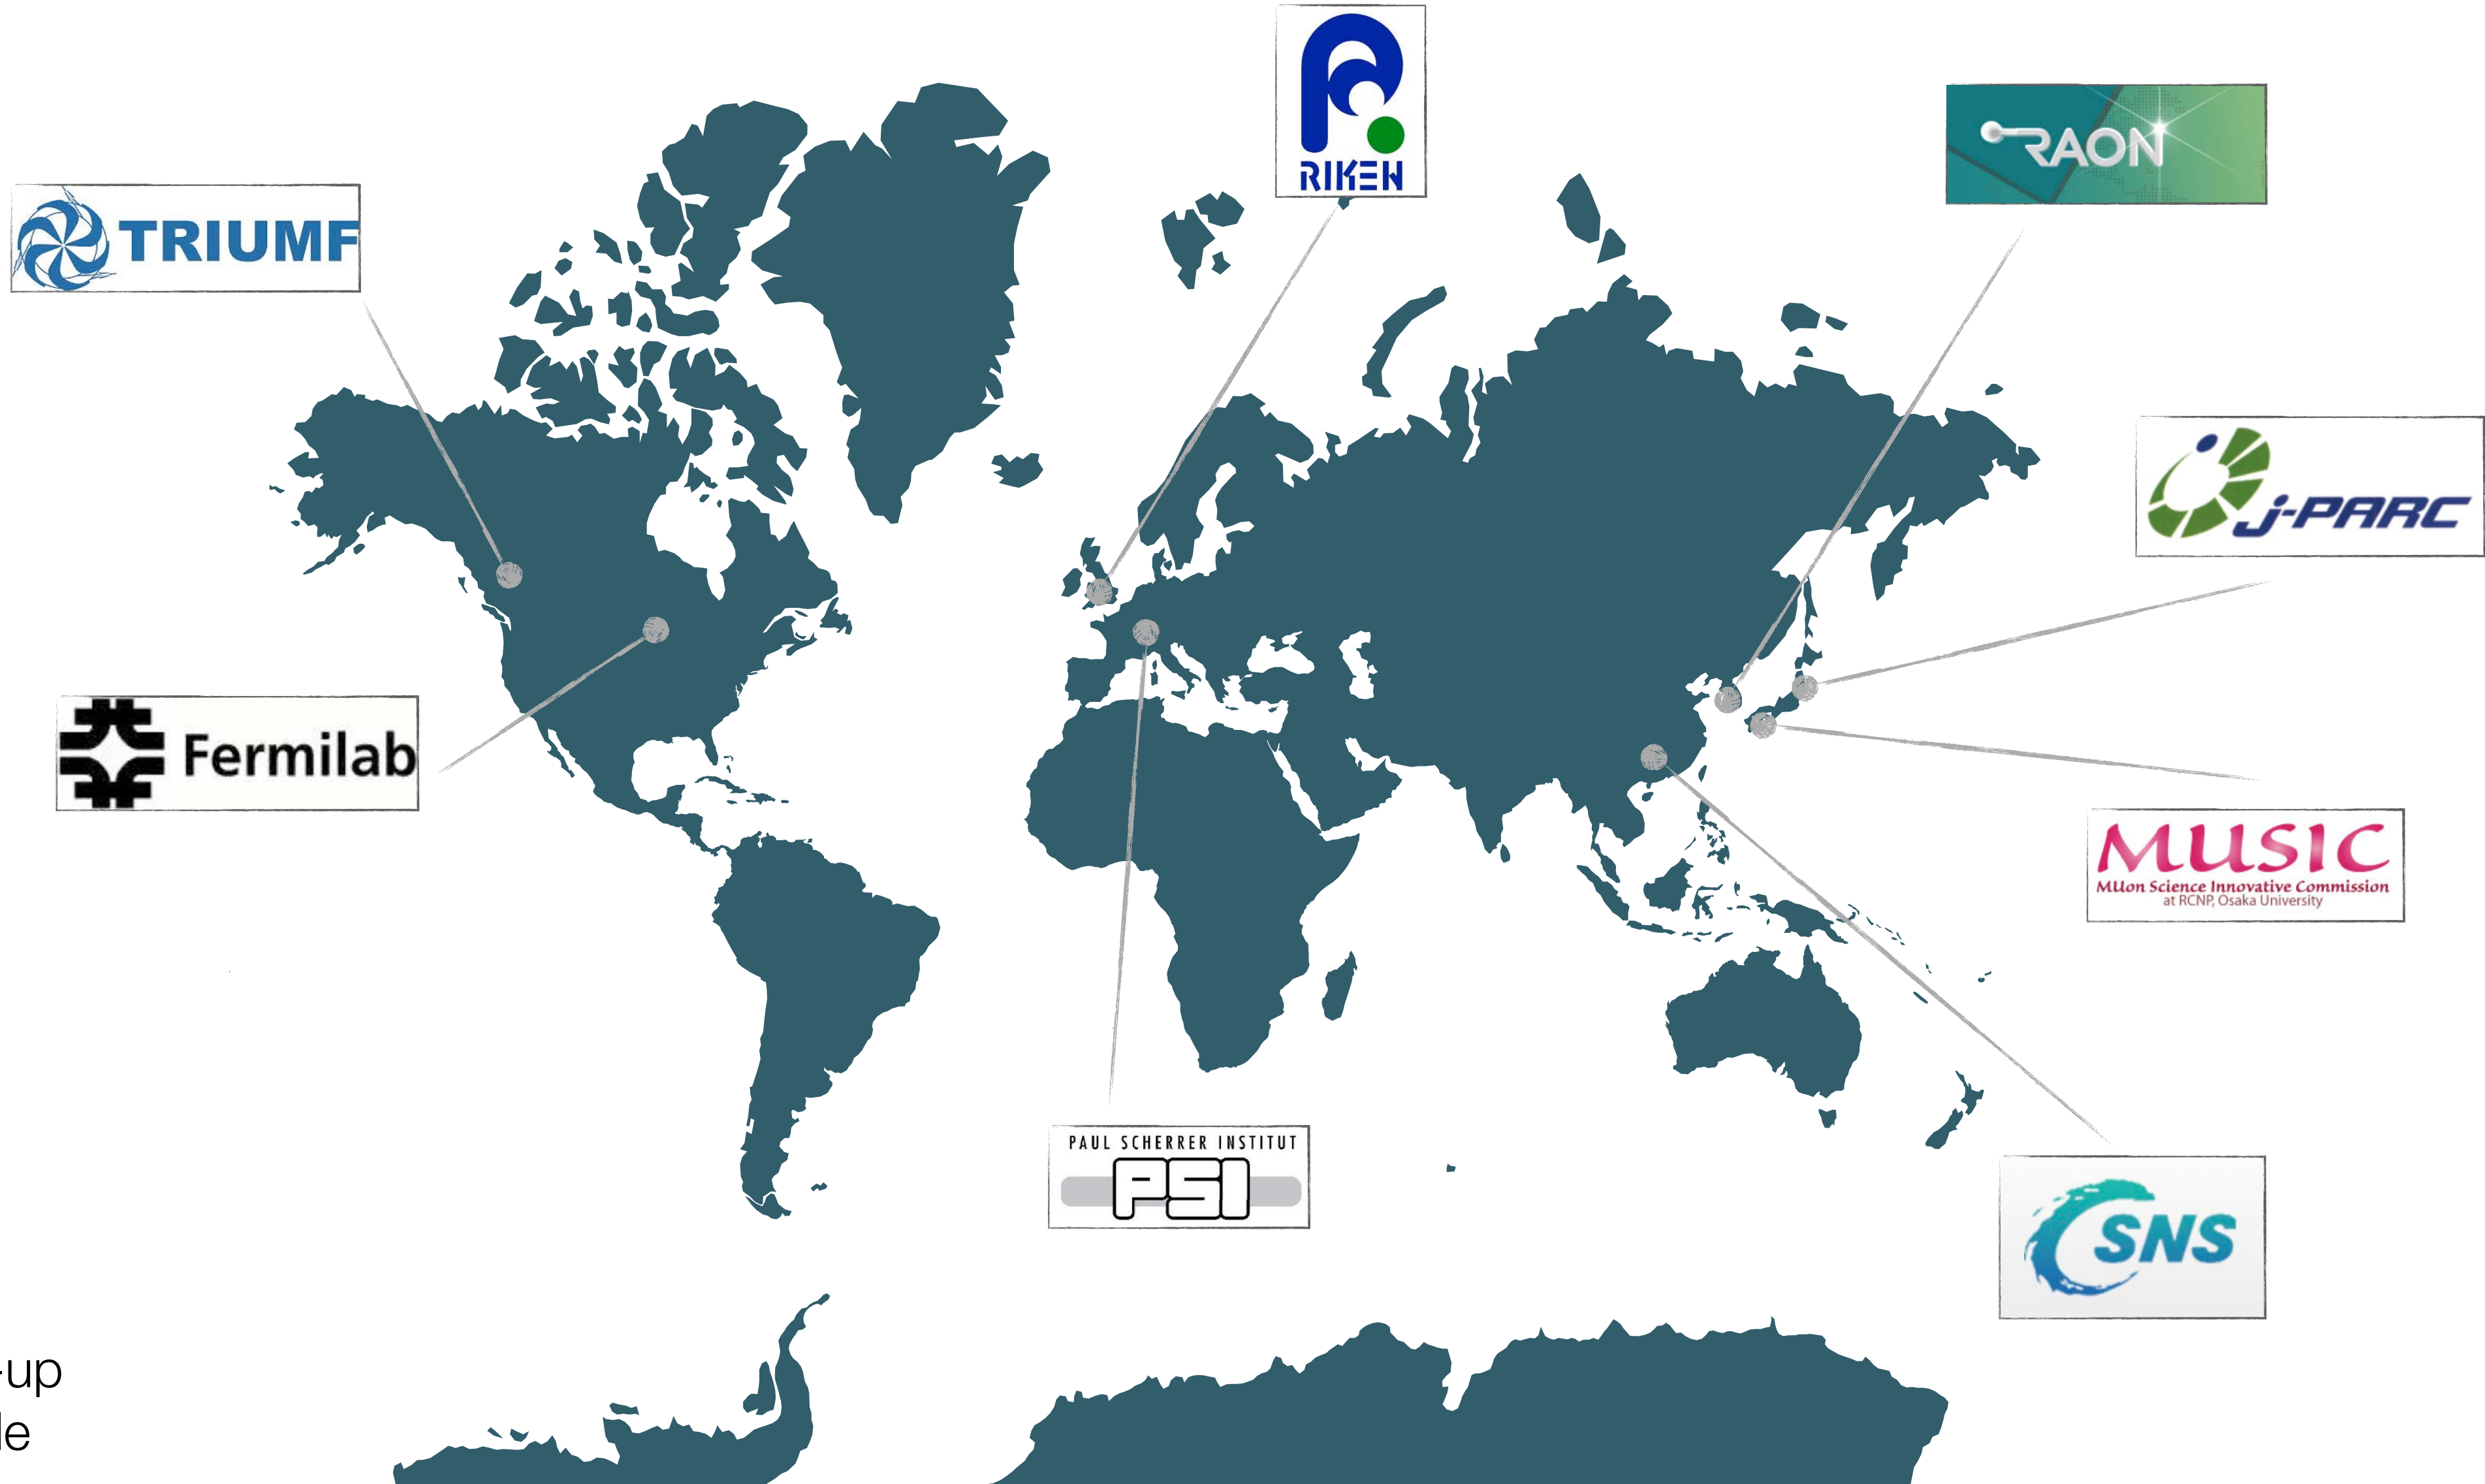 RIKEN
RAON
TRIUMF
j-PARC
Fermilab
MUSIC
MUon Science Innovative Commission
at RCNP, Osaka University
PAUL SCHERRER INSTITUT
PSI
CSNS
-up
le